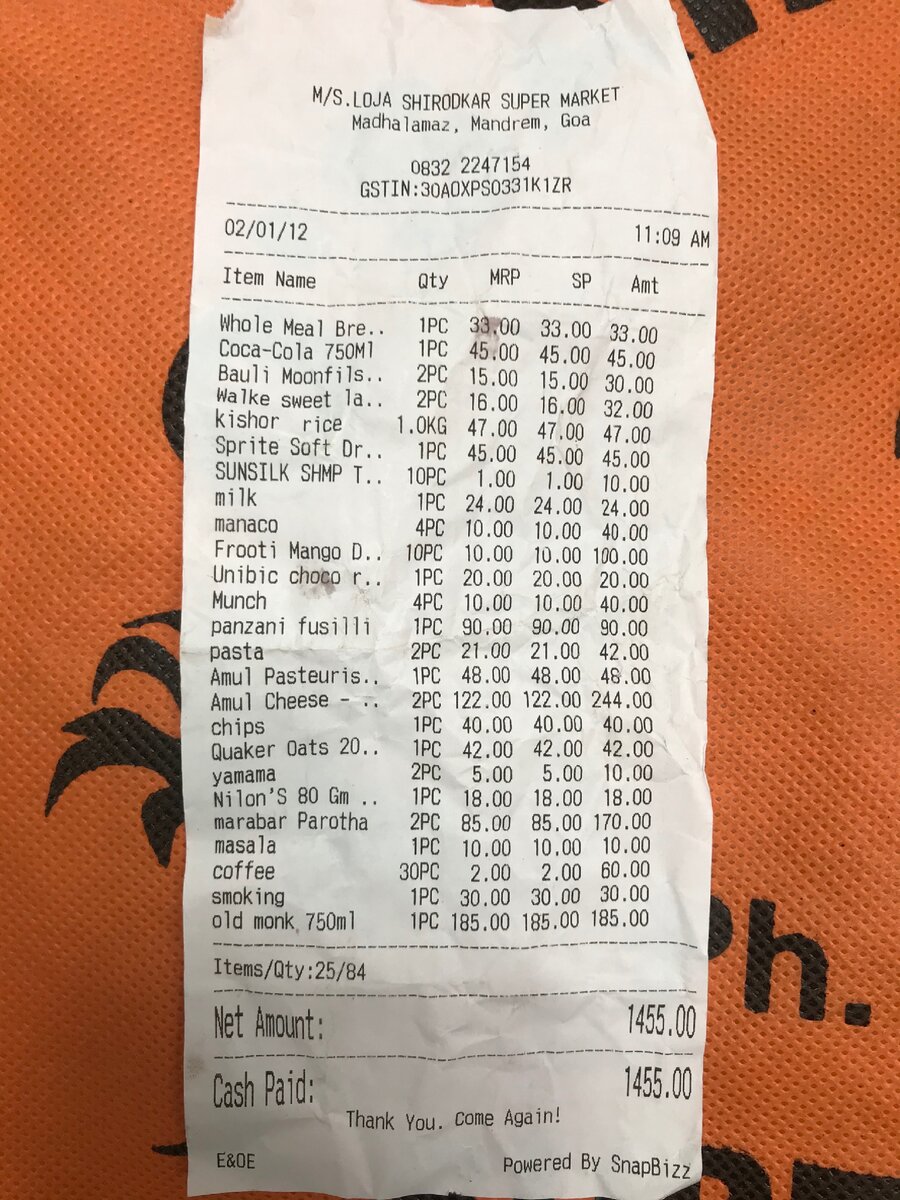 M/S.LOJA SHIRODKAR SUPER MARKET
Madhalamaz, Mandrem, Goa
0832 2247154
GSTIN:30AOXPS0331K1ZR
02/01/12 11:09 AM
Item Name Qty MRP SP Amt
Whole Meal Bre.. 1PC 33.00 33.00 33.00
Coca-Cola 750Ml 1PC 45.00 45.00 45.00
Bauli Moonfils.. 2PC 15.00 15.00 30.00
Walke sweet la.. 2PC 16.00 16.00 32.00
kishor rice 1.0KG 47.00 47.00 47.00
Sprite Soft Dr.. 1PC 45.00 45.00 45.00
SUNSILK SHMP T.. 10PC 1.00 1.00 10.00
milk 1PC 24.00 24.00 24.00
manaco 4PC 10.00 10.00 40.00
Frooti Mango D.. 10PC 10.00 10.00 100.00
Unibic choco r.. 1PC 20.00 20.00 20.00
Munch 4PC 10.00 10.00 40.00
panzani fusilli 1PC 90.00 90.00 90.00
pasta 2PC 21.00 21.00 42.00
Amul Pasteuris.. 1PC 48.00 48.00 48.00
Amul Cheese - .. 2PC 122.00 122.00 244.00
chips 1PC 40.00 40.00 40.00
Quaker Oats 20.. 1PC 42.00 42.00 42.00
yamama 2PC 5.00 5.00 10.00
Nilon'S 80 Gm .. 1PC 18.00 18.00 18.00
marabar Parotha 2PC 85.00 85.00 170.00
masala 1PC 10.00 10.00 10.00
coffee 30PC 2.00 2.00 60.00
smoking 1PC 30.00 30.00 30.00
old monk 750ml 1PC 185.00 185.00 185.00
Items/Qty:25/84
Net Amount: 1455.00
Cash Paid: 1455.00
Thank You. Come Again!
E&OE Powered By SnapBizz
Ph.